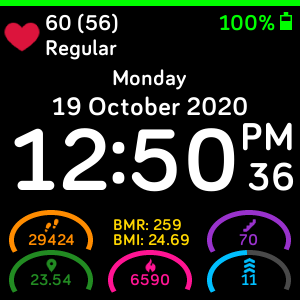 60 (56) 100%
Regular
Monday
19 October 2020
12:50 PM
36
29424 BMR: 259 70
BMI: 24.69
23.54 6590 11